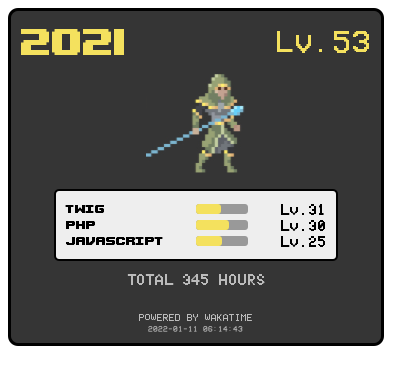 2021 Lv.53
TWIG Lv.31
PHP Lv.30
JAVASCRIPT Lv.25
TOTAL 345 HOURS
POWERED BY WAKATIME
2022-01-11 06:14:43